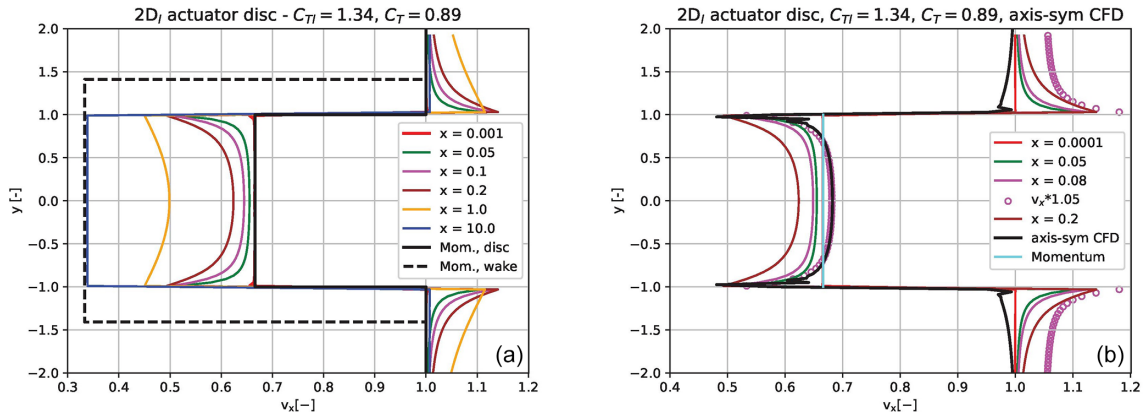 2D_I actuator disc - C_{TI} = 1.34, C_T = 0.89
2.0
1.5
1.0
0.5
0.0
−0.5
−1.0
−1.5
−2.0
y [-]
x = 0.001
x = 0.05
x = 0.1
x = 0.2
x = 1.0
x = 10.0
Mom., disc
Mom., wake
(a)
0.3 0.4 0.5 0.6 0.7 0.8 0.9 1.0 1.1 1.2
v_x[−]
2D_I actuator disc, C_{TI} = 1.34, C_T = 0.89, axis-sym CFD
2.0
1.5
1.0
0.5
0.0
−0.5
−1.0
−1.5
−2.0
y [-]
x = 0.0001
x = 0.05
x = 0.08
v_x*1.05
x = 0.2
axis-sym CFD
Momentum
(b)
0.4 0.5 0.6 0.7 0.8 0.9 1.0 1.1 1.2
v_x[−]